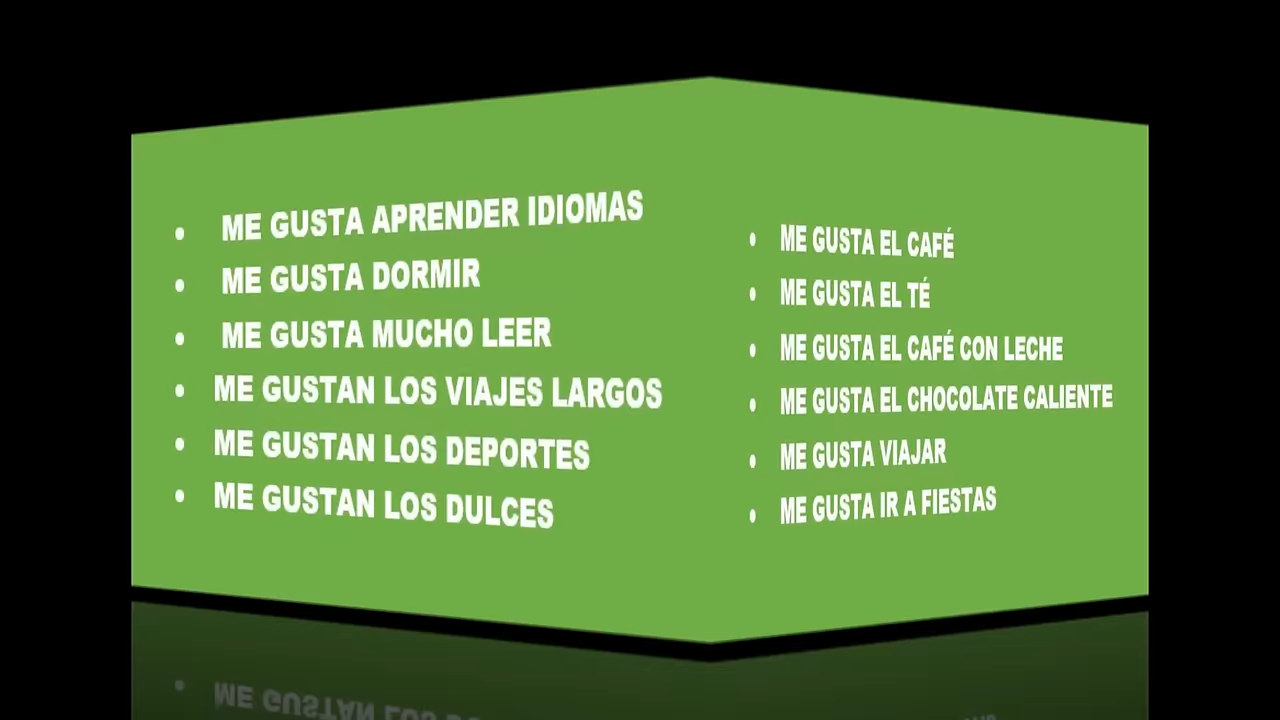 • ME GUSTA APRENDER IDIOMAS
• ME GUSTA DORMIR
• ME GUSTA MUCHO LEER
• ME GUSTAN LOS VIAJES LARGOS
• ME GUSTAN LOS DEPORTES
• ME GUSTAN LOS DULCES
• ME GUSTA EL CAFÉ
• ME GUSTA EL TÉ
• ME GUSTA EL CAFÉ CON LECHE
• ME GUSTA EL CHOCOLATE CALIENTE
• ME GUSTA VIAJAR
• ME GUSTA IR A FIESTAS